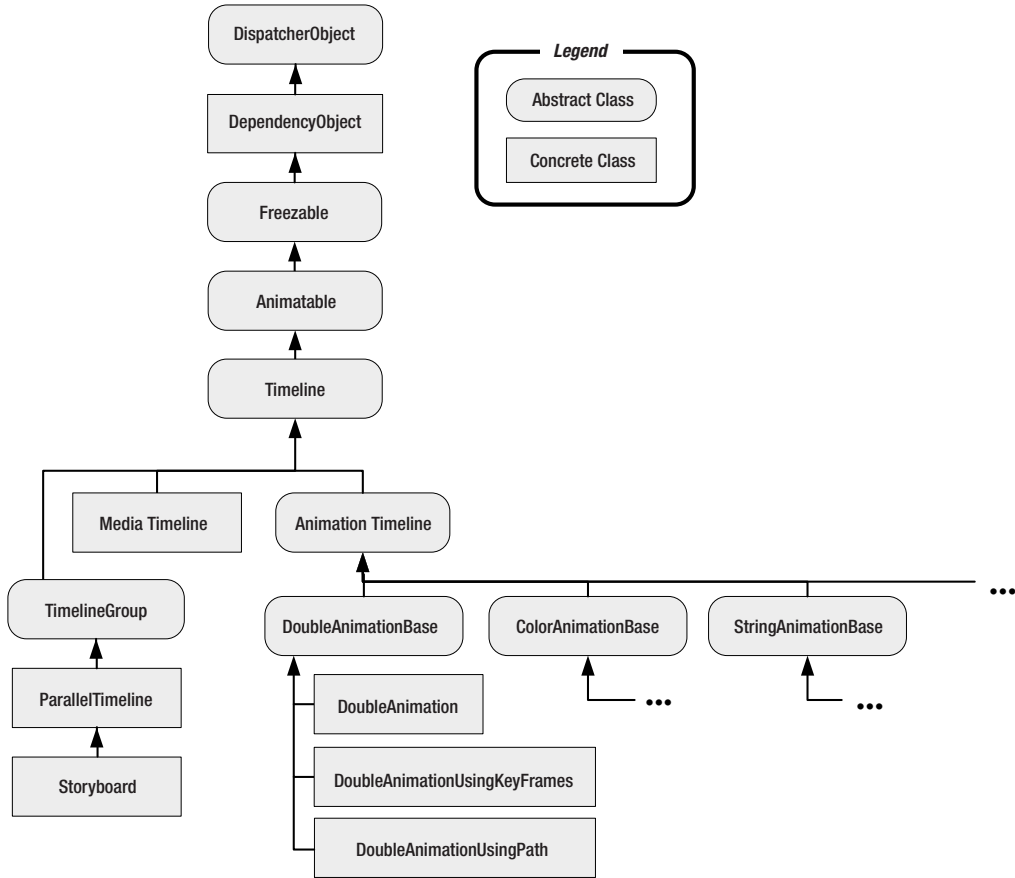 DispatcherObject
Legend
Abstract Class
DependencyObject
Concrete Class
Freezable
Animatable
Timeline
Media Timeline
Animation Timeline
...
TimelineGroup
DoubleAnimationBase
ColorAnimationBase
StringAnimationBase
ParallelTimeline
DoubleAnimation
...
...
Storyboard
DoubleAnimationUsingKeyFrames
DoubleAnimationUsingPath